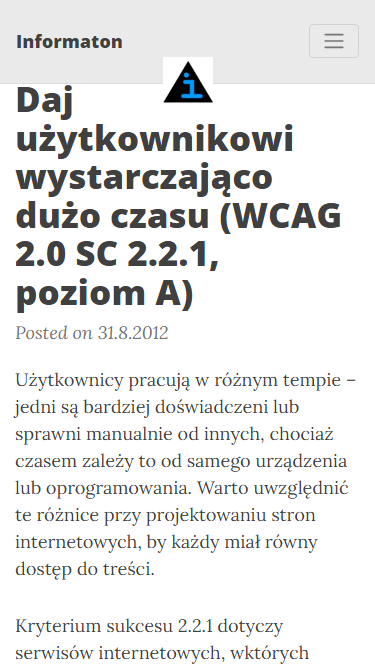 Informaton
i
Daj
użytkownikowi
wystarczająco
dużo czasu (WCAG
2.0 SC 2.2.1,
poziom A)
Posted on 31.8.2012
Użytkownicy pracują w różnym tempie –
jedni są bardziej doświadczeni lub
sprawni manualnie od innych, chociaż
czasem zależy to od samego urządzenia
lub oprogramowania. Warto uwzględnić
te różnice przy projektowaniu stron
internetowych, by każdy miał równy
dostęp do treści.
Kryterium sukcesu 2.2.1 dotyczy
serwisów internetowych, wktórych